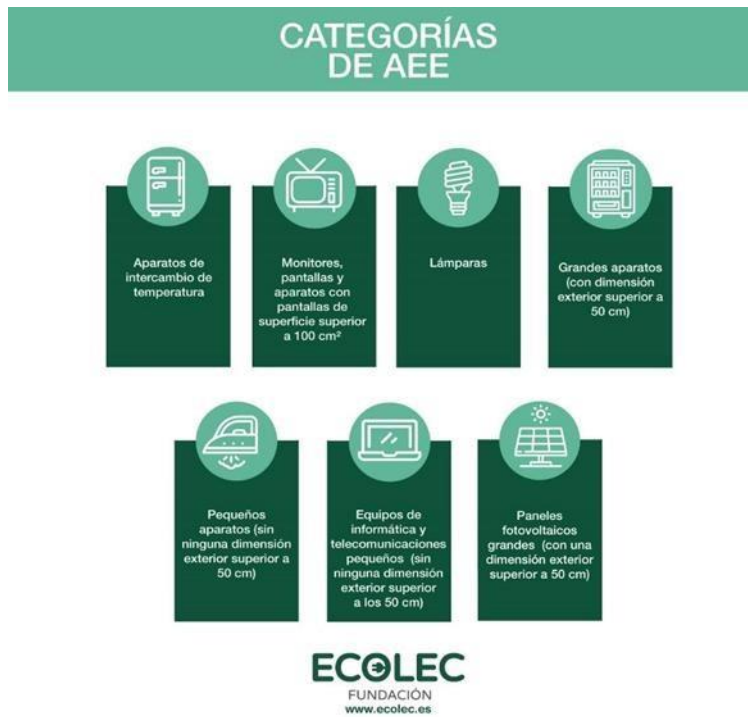 CATEGORÍAS
DE AEE
Aparatos de
intercambio de
temperatura
Monitores,
pantallas y
aparatos con
pantallas de
superficie superior
a 100 cm²
Lámparas
Grandes aparatos
(con dimensión
exterior superior a
50 cm)
Pequeños
aparatos (sin
ninguna dimensión
exterior superior a
50 cm)
Equipos de
informática y
telecomunicaciones
pequeños (sin
ninguna dimensión
exterior superior
a los 50 cm)
Paneles
fotovoltaicos
grandes (con una
dimensión exterior
superior a 50 cm)
ECOLEC
FUNDACIÓN
www.ecolec.es